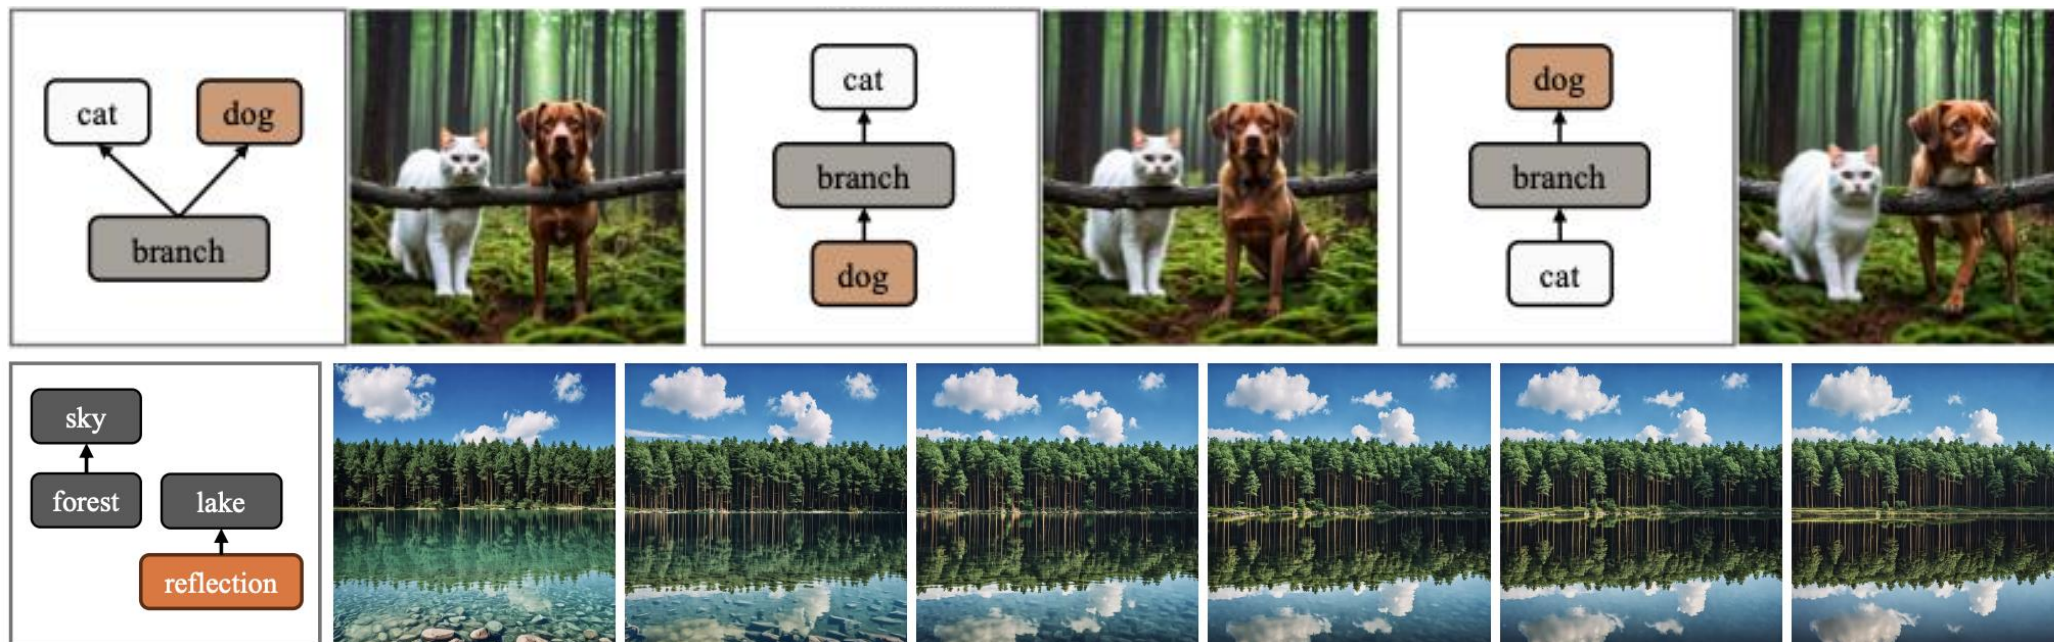 cat
dog
branch
cat
branch
dog
dog
branch
cat
sky
forest
lake
reflection